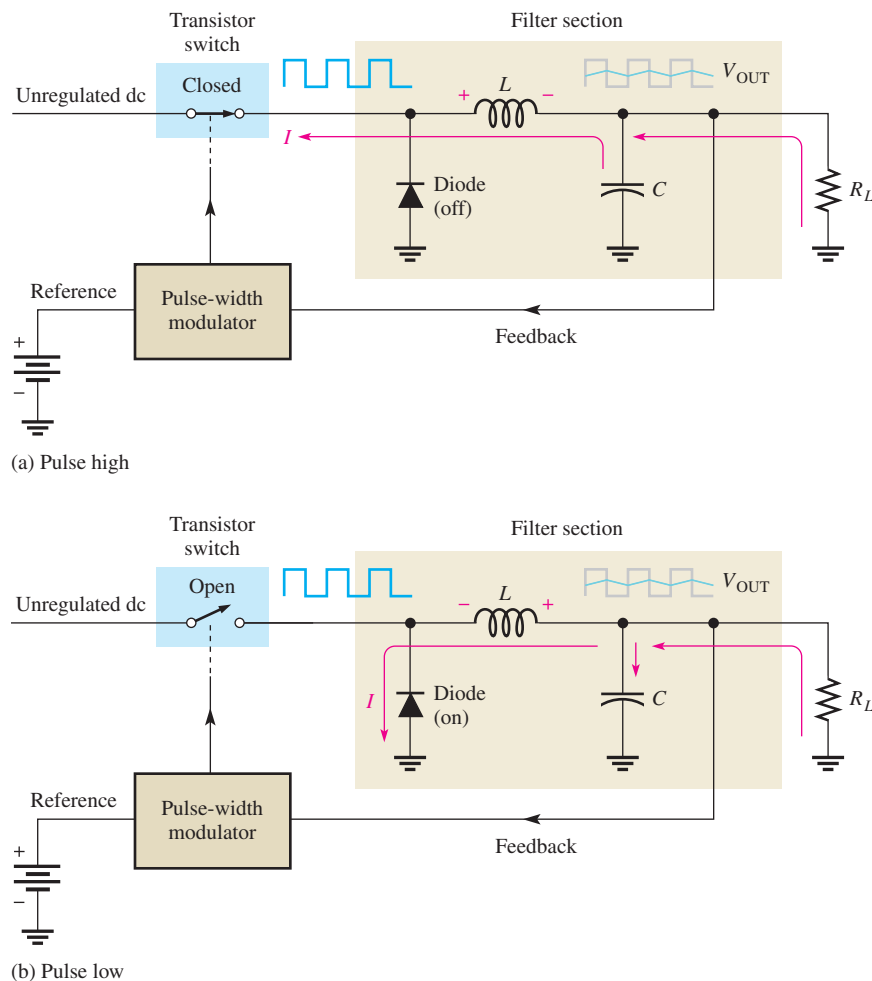 Transistor
switch
Filter section
Unregulated dc
Closed
+ L −
V_OUT
I
Diode
(off)
C
R_L
Reference
Pulse-width
modulator
Feedback
+
−
(a) Pulse high
Transistor
switch
Filter section
Unregulated dc
Open
− L +
V_OUT
I
Diode
(on)
C
R_L
Reference
Pulse-width
modulator
Feedback
+
−
(b) Pulse low